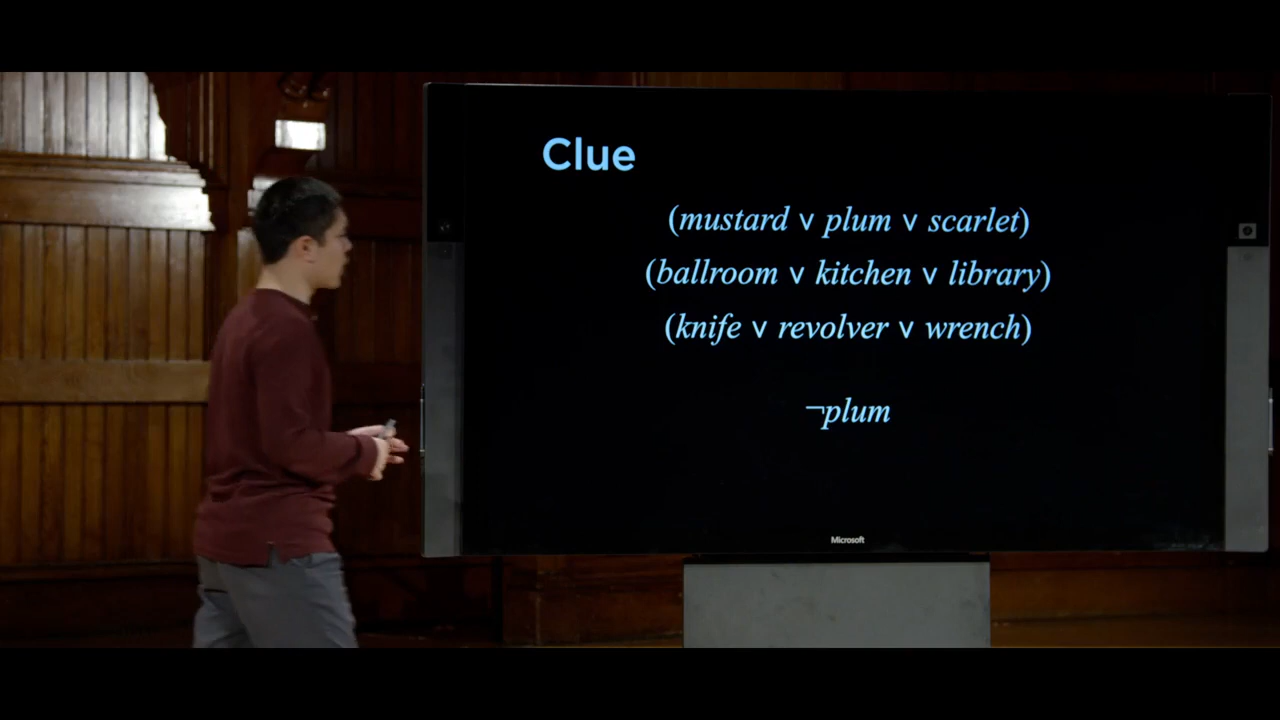 Clue
(mustard ∨ plum ∨ scarlet)
(ballroom ∨ kitchen ∨ library)
(knife ∨ revolver ∨ wrench)
¬plum
Microsoft